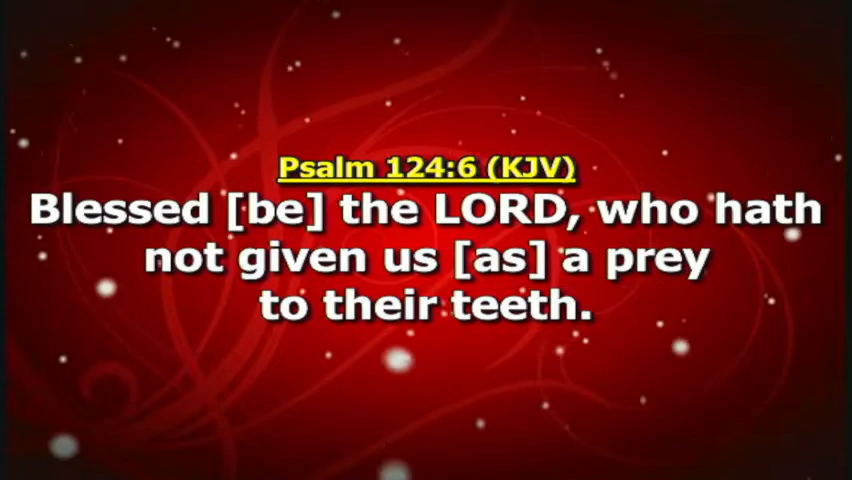 Psalm 124:6 (KJV)
Blessed [be] the LORD, who hath
not given us [as] a prey
to their teeth.